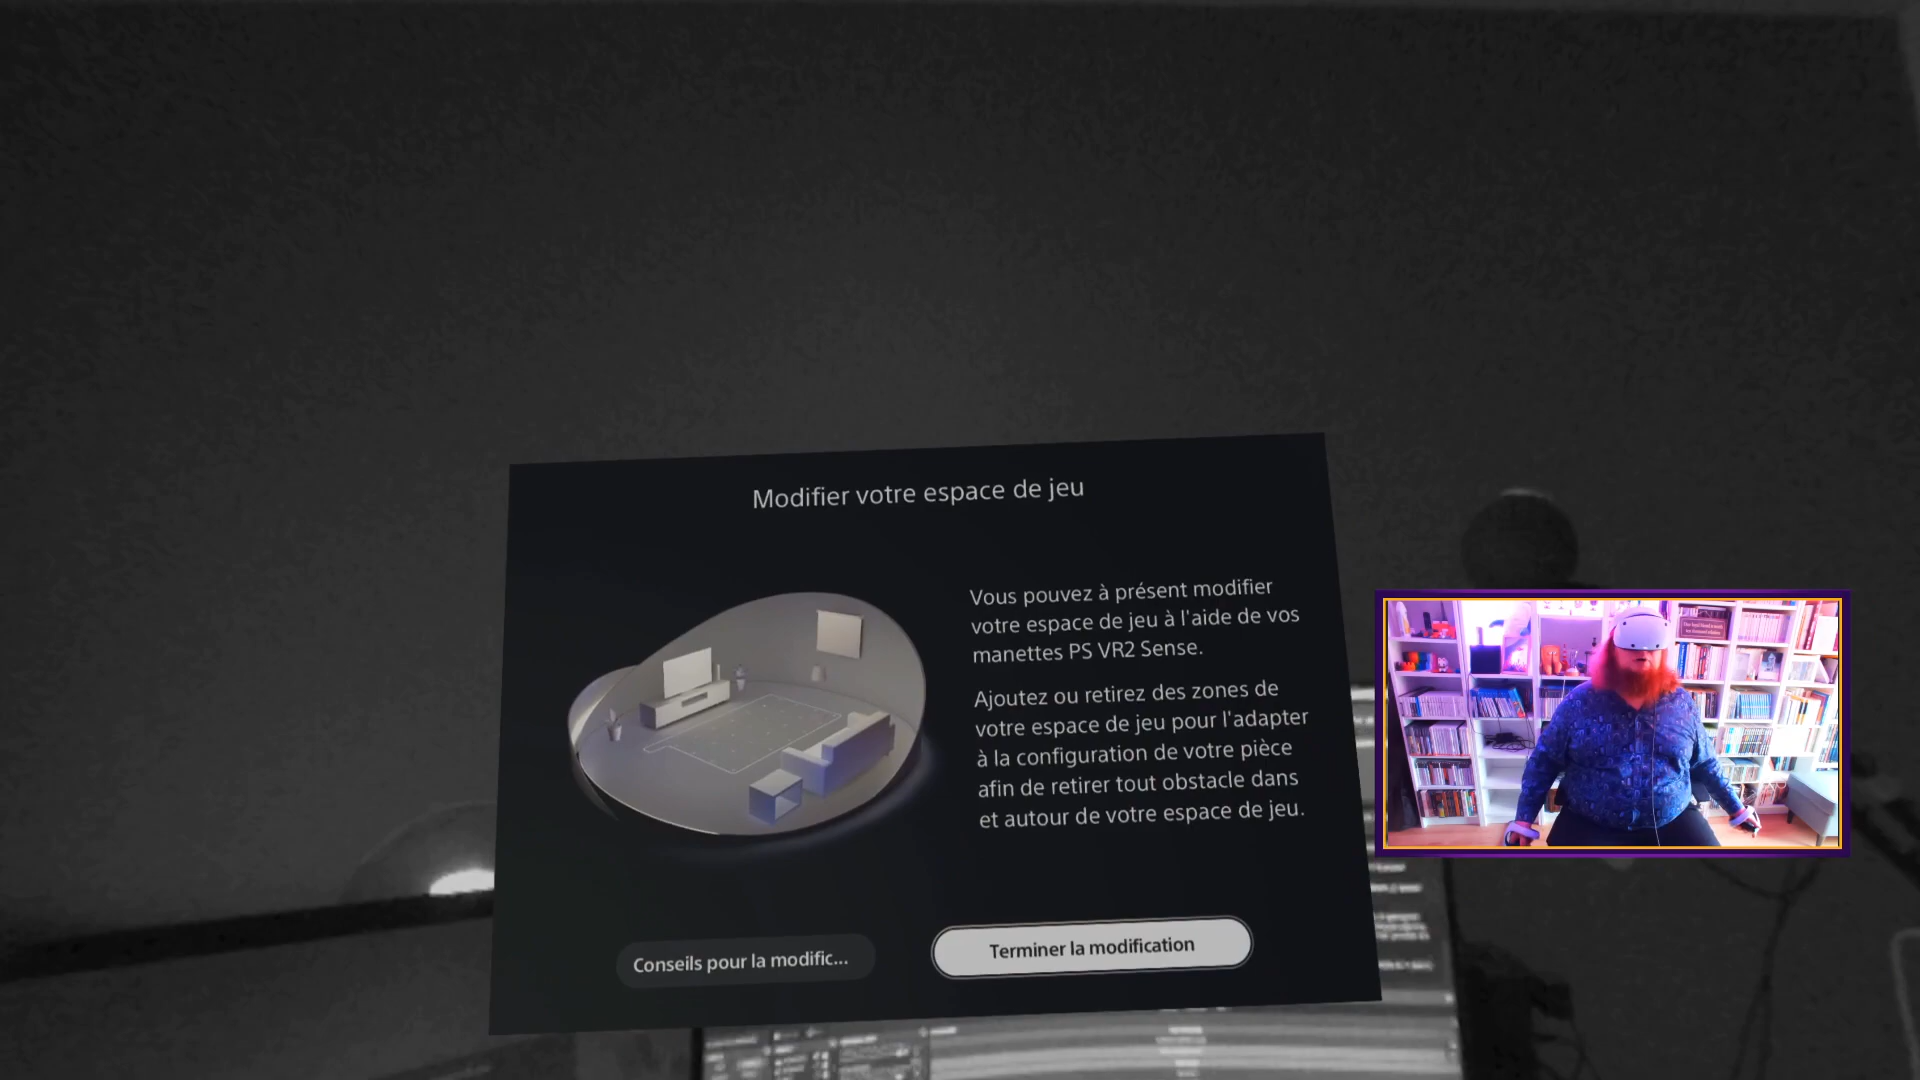 Modifier votre espace de jeu
Vous pouvez à présent modifier
votre espace de jeu à l'aide de vos
manettes PS VR2 Sense.
Ajoutez ou retirez des zones de
votre espace de jeu pour l'adapter
à la configuration de votre pièce
afin de retirer tout obstacle dans
et autour de votre espace de jeu.
Conseils pour la modific...
Terminer la modification